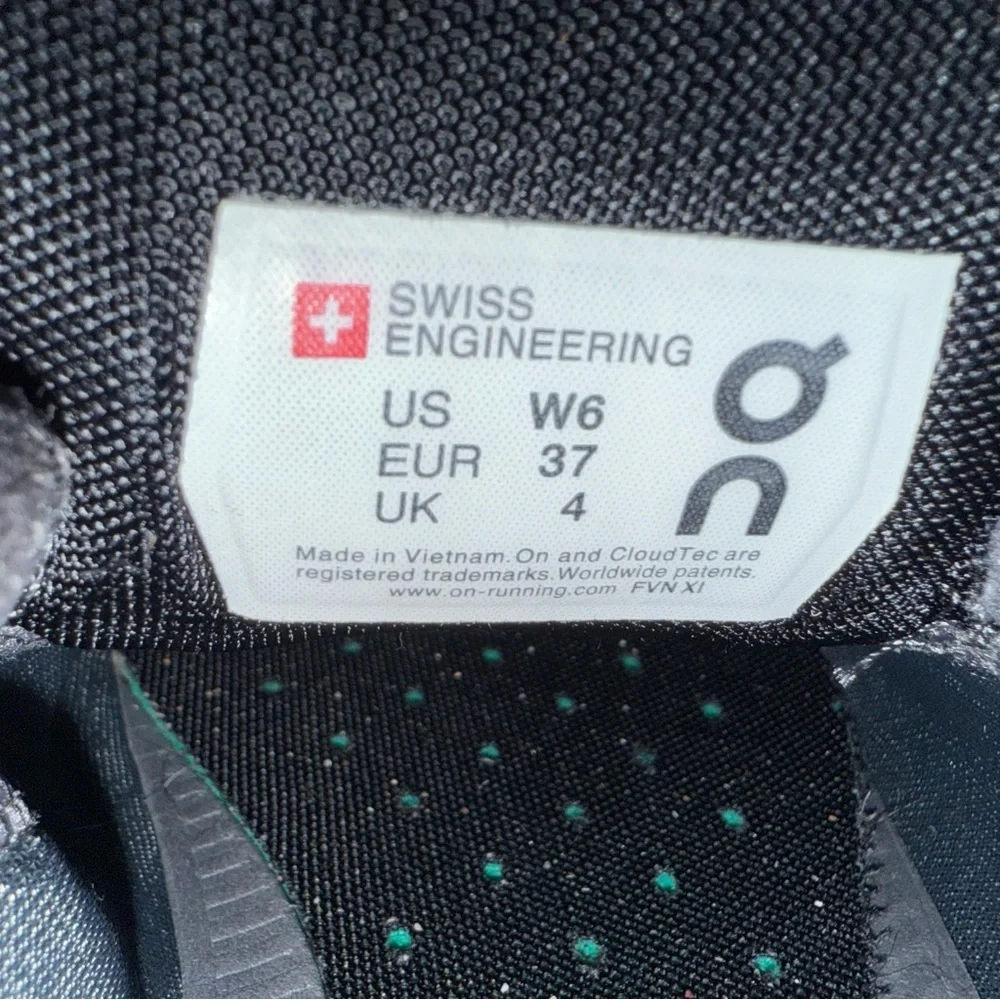 SWISS
ENGINEERING
US W6
EUR 37
UK 4
On
Made in Vietnam. On and CloudTec are
registered trademarks. Worldwide patents.
www.on-running.com FVN XI